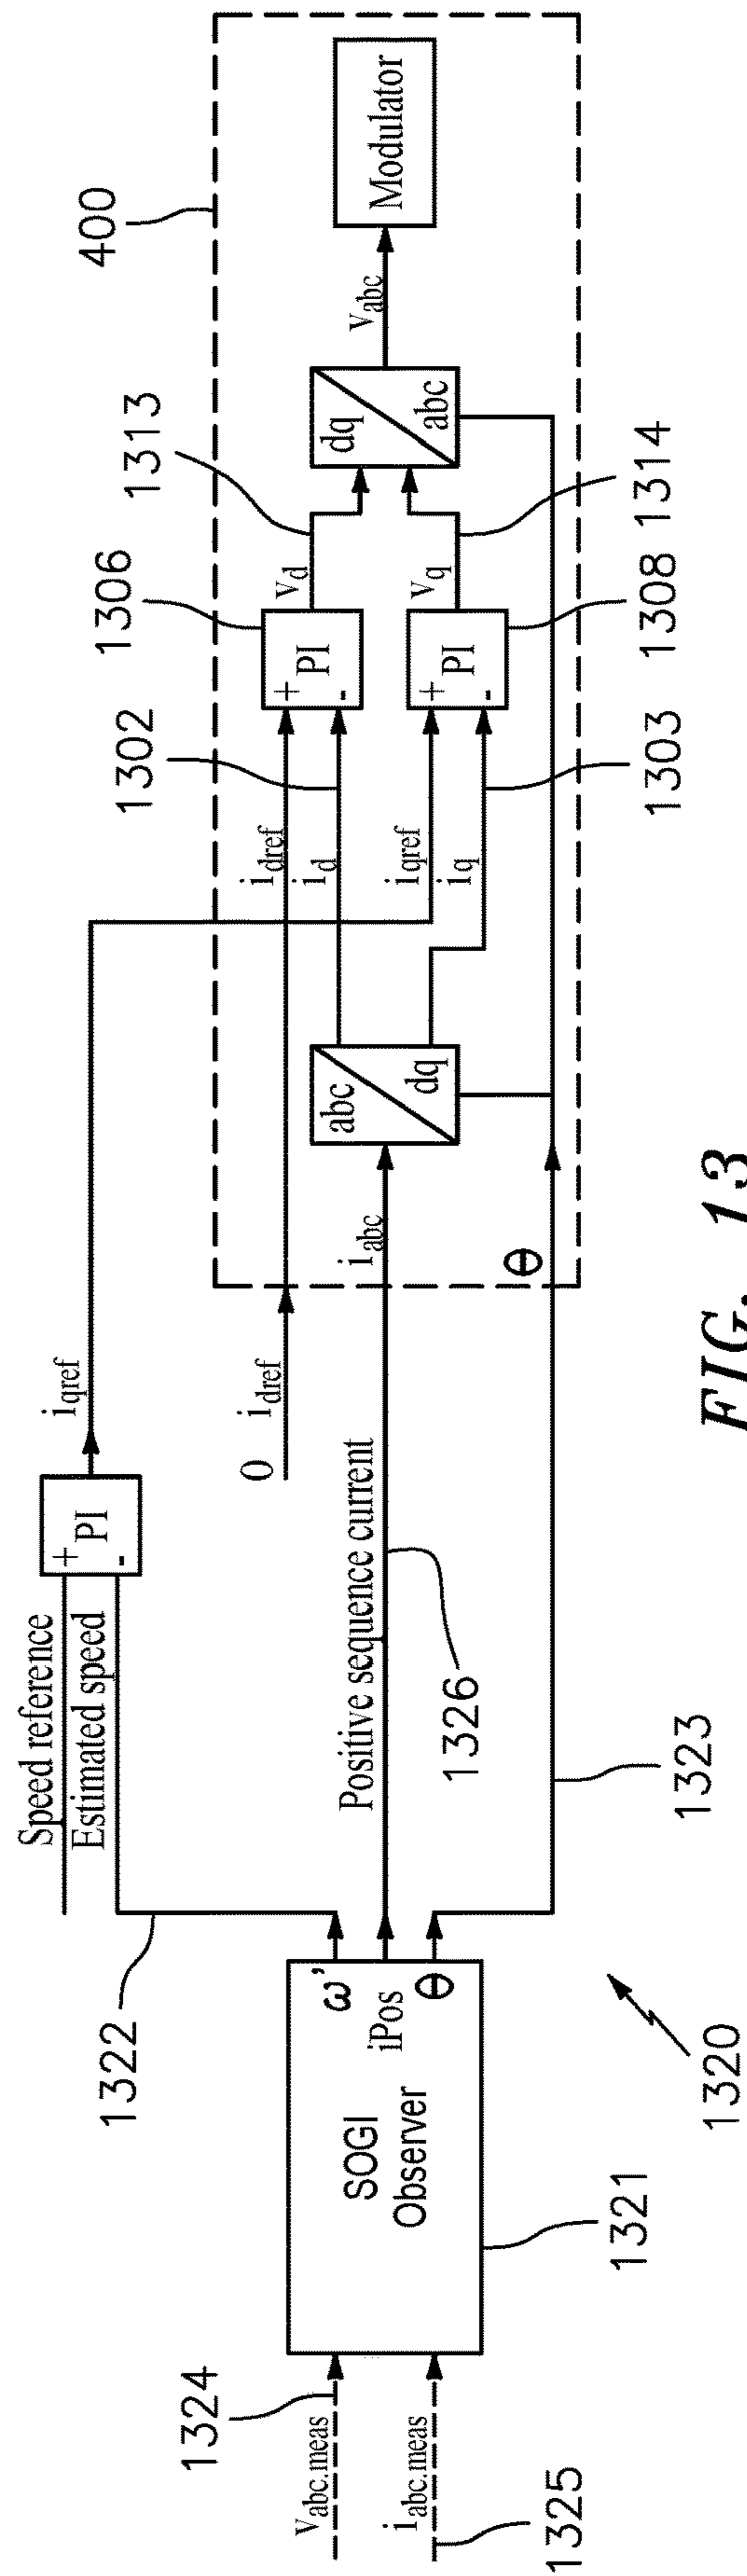 400
Modulator
v_abc
dq
abc
1313
1314
1306
v_d
+
PI
-
v_q
+
PI
-
1308
1302
i_dref
i_d
i_qref
i_q
1303
abc
dq
i_abc
θ
i_qref
+
PI
-
0 i_dref
Speed reference
Estimated speed
Positive sequence current
1326
1323
1322
ω'
iPos
θ
SOGI
Observer
1321
1320
1324
v_abc.meas
i_abc.meas
1325
FIG. 13